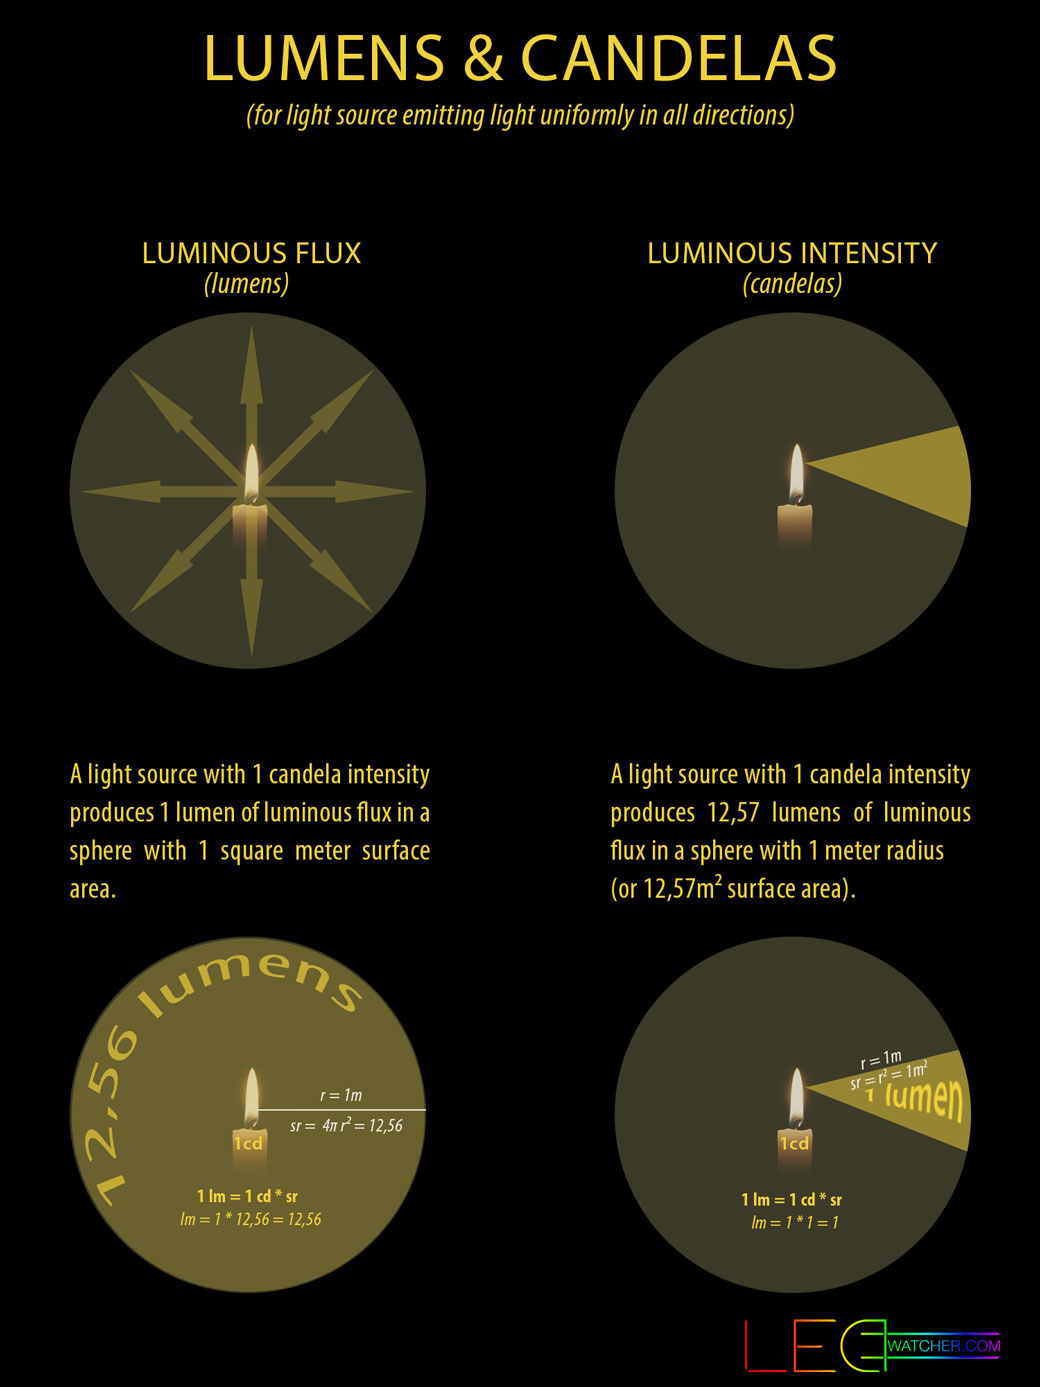 LUMENS & CANDELAS
(for light source emitting light uniformly in all directions)
LUMINOUS FLUX
(lumens)
LUMINOUS INTENSITY
(candelas)
A light source with 1 candela intensity
produces 1 lumen of luminous flux in a
sphere with 1 square meter surface
area.
A light source with 1 candela intensity
produces 12,57 lumens of luminous
flux in a sphere with 1 meter radius
(or 12,57m² surface area).
12,56 lumens
r = 1m
sr = 4π r² = 12,56
1cd
1 lm = 1 cd * sr
lm = 1 * 12,56 = 12,56
r = 1m
sr = r² = 1m²
1 lumen
1cd
1 lm = 1 cd * sr
lm = 1 * 1 = 1
LED WATCHER.COM